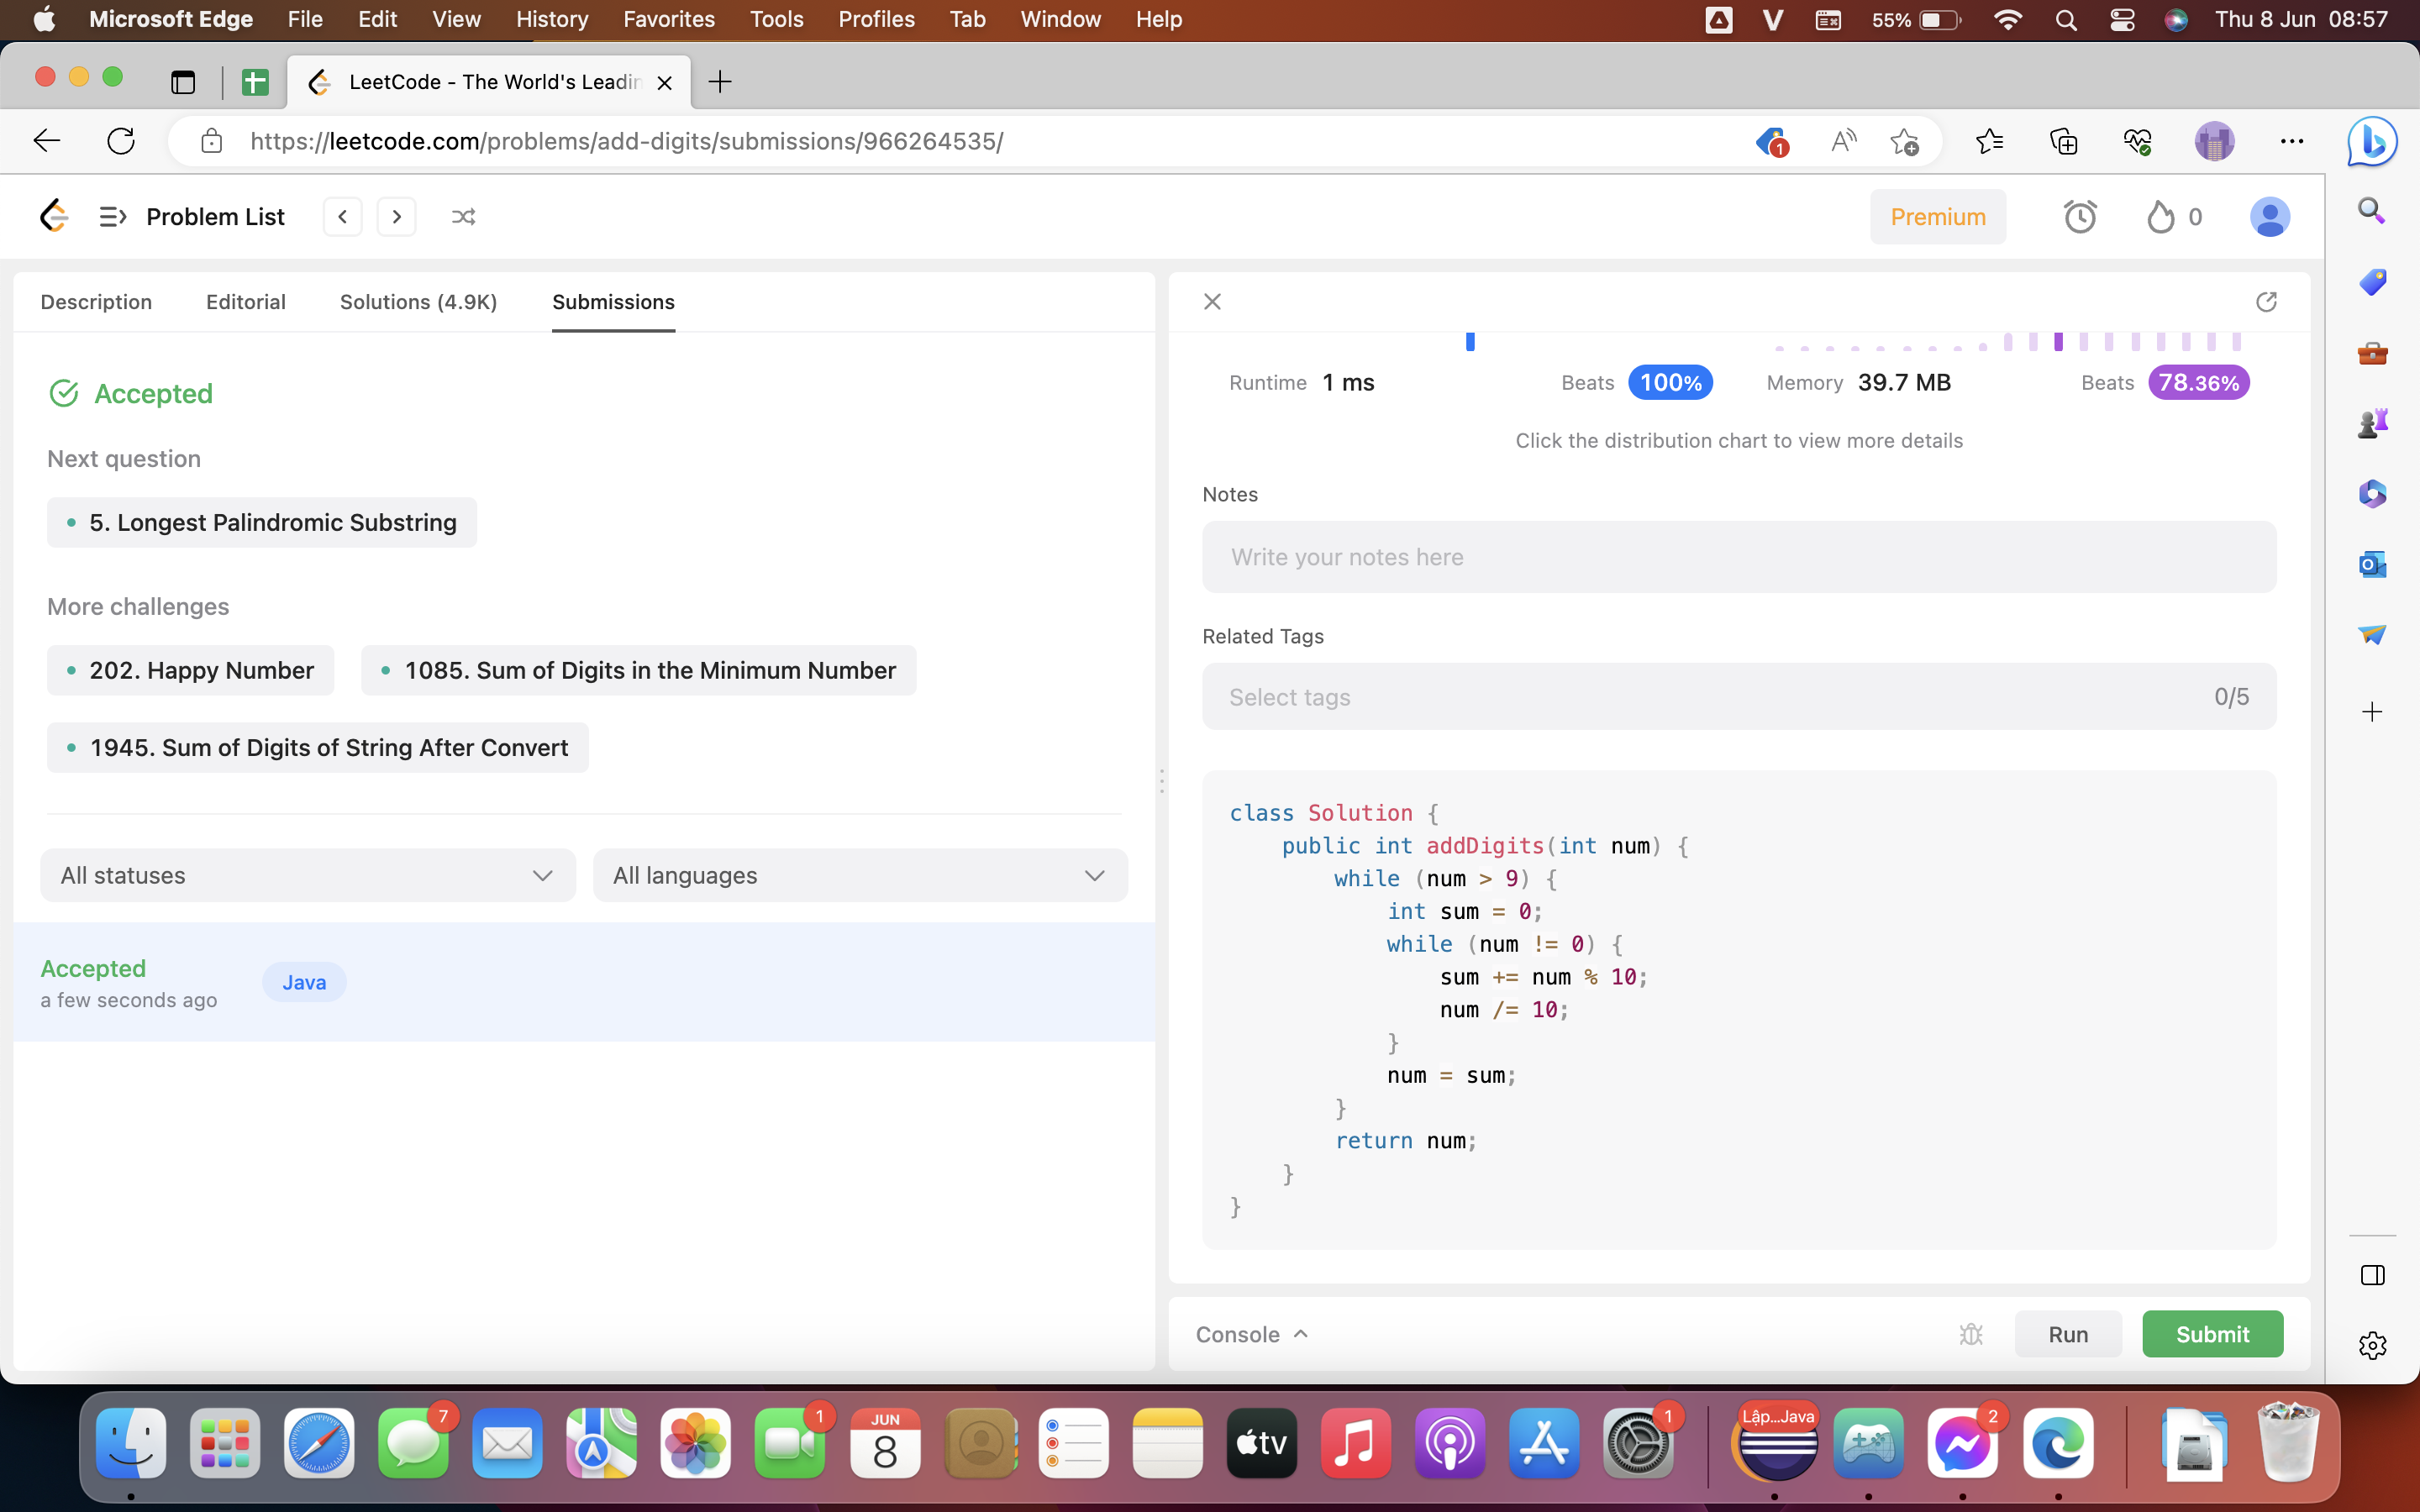 Microsoft Edge File Edit View History Favorites Tools Profiles Tab Window Help 55% Thu 8 Jun 08:57
LeetCode - The World's Leadin
https://leetcode.com/problems/add-digits/submissions/966264535/
1
Problem List
Premium
0
Description Editorial Solutions (4.9K) Submissions
Accepted
Next question
5. Longest Palindromic Substring
More challenges
202. Happy Number
1085. Sum of Digits in the Minimum Number
1945. Sum of Digits of String After Convert
All statuses
All languages
Accepted
a few seconds ago
Java
Runtime 1 ms Beats 100% Memory 39.7 MB Beats 78.36%
Click the distribution chart to view more details
Notes
Write your notes here
Related Tags
Select tags 0/5
class Solution {
    public int addDigits(int num) {
        while (num > 9) {
            int sum = 0;
            while (num != 0) {
                sum += num % 10;
                num /= 10;
            }
            num = sum;
        }
        return num;
    }
}
Console
Run
Submit
7
1
JUN
8
tv
1
Lập...Java
2